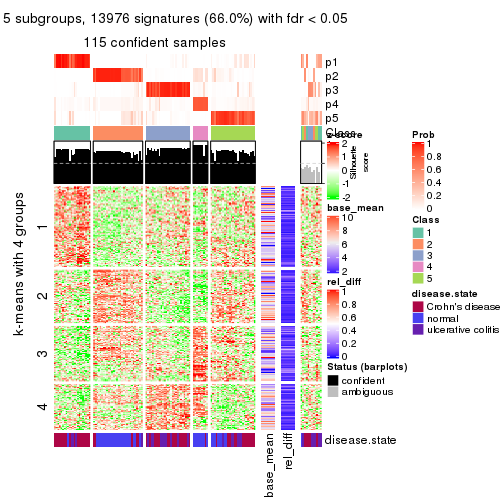 5 subgroups, 13976 signatures (66.0%) with fdr < 0.05
115 confident samples
p1
p2
p3
p4
p5
Class
k-means with 4 groups
1
2
3
4
base_mean
rel_diff
disease.state
z-score
2
1
0
-1
-2
Silhouette
score
base_mean
10
8
6
4
2
rel_diff
1
0.8
0.6
0.4
0.2
0
Status (barplots)
confident
ambiguous
Prob
1
0.8
0.6
0.4
0.2
0
Class
1
2
3
4
5
disease.state
Crohn's disease
normal
ulcerative colitis